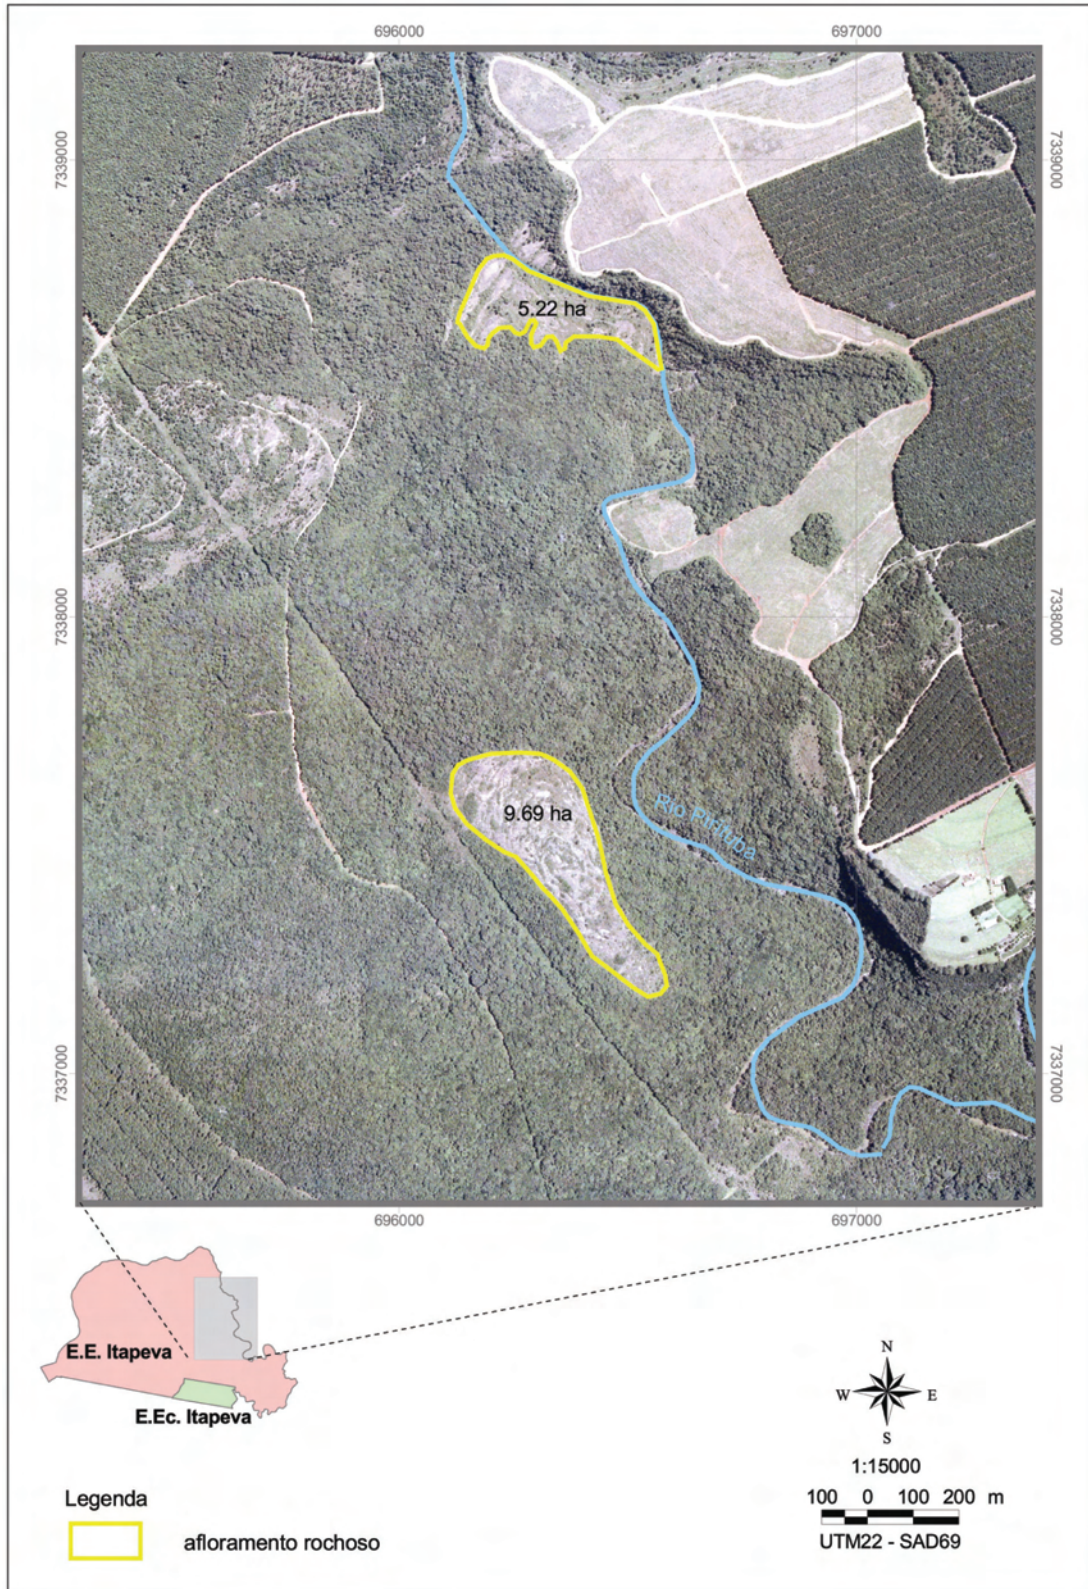 696000 697000
7339000 7339000
5.22 ha
7338000 7338000
9.69 ha
Rio Pirituba
7337000 7337000
696000 697000
E.E. Itapeva
E.Ec. Itapeva
N
W E
S
1:15000
100 0 100 200 m
UTM22 - SAD69
Legenda
afloramento rochoso